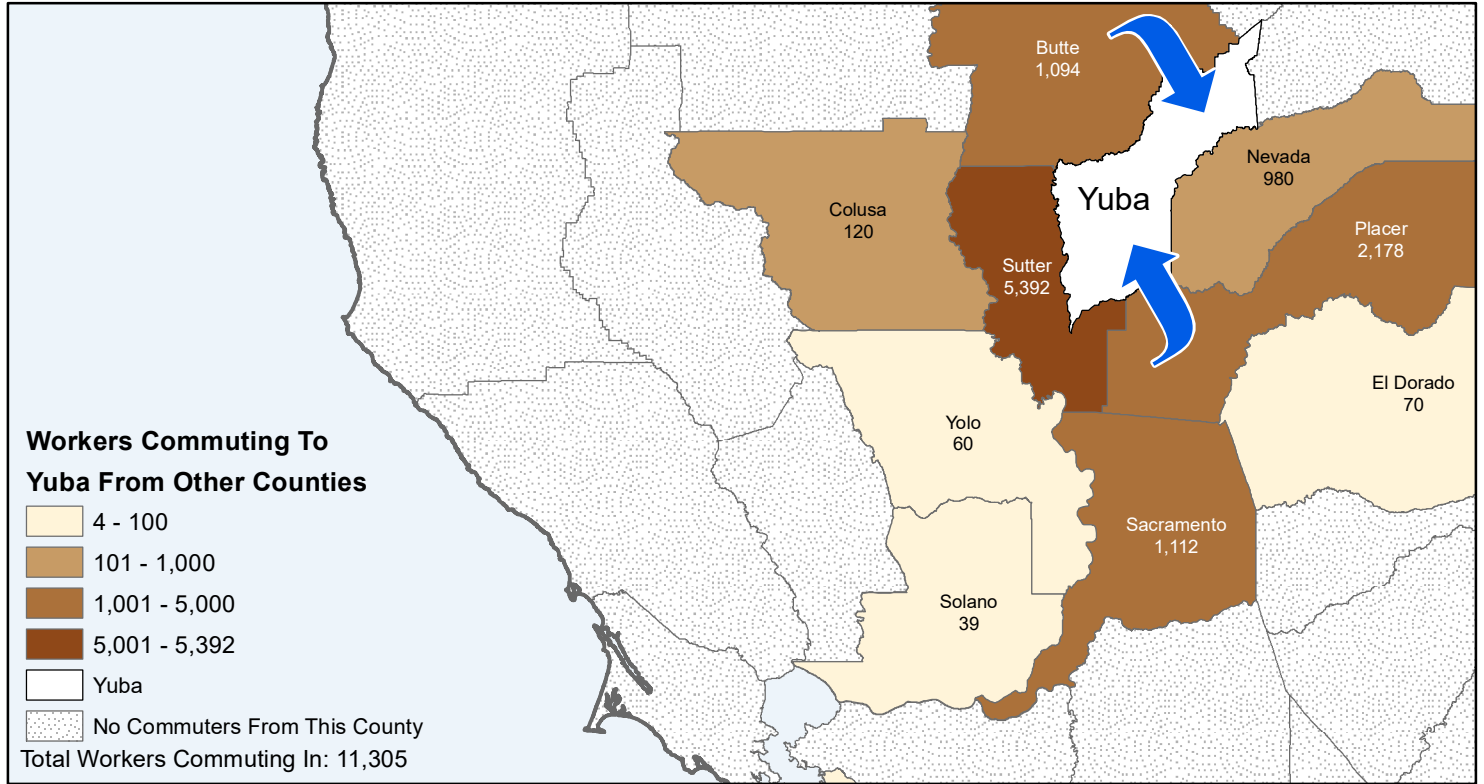 Butte
1,094
Nevada
980
Yuba
Colusa
120
Placer
2,178
Sutter
5,392
El Dorado
70
Yolo
60
Sacramento
1,112
Solano
39
Workers Commuting To
Yuba From Other Counties
4 - 100
101 - 1,000
1,001 - 5,000
5,001 - 5,392
Yuba
No Commuters From This County
Total Workers Commuting In: 11,305